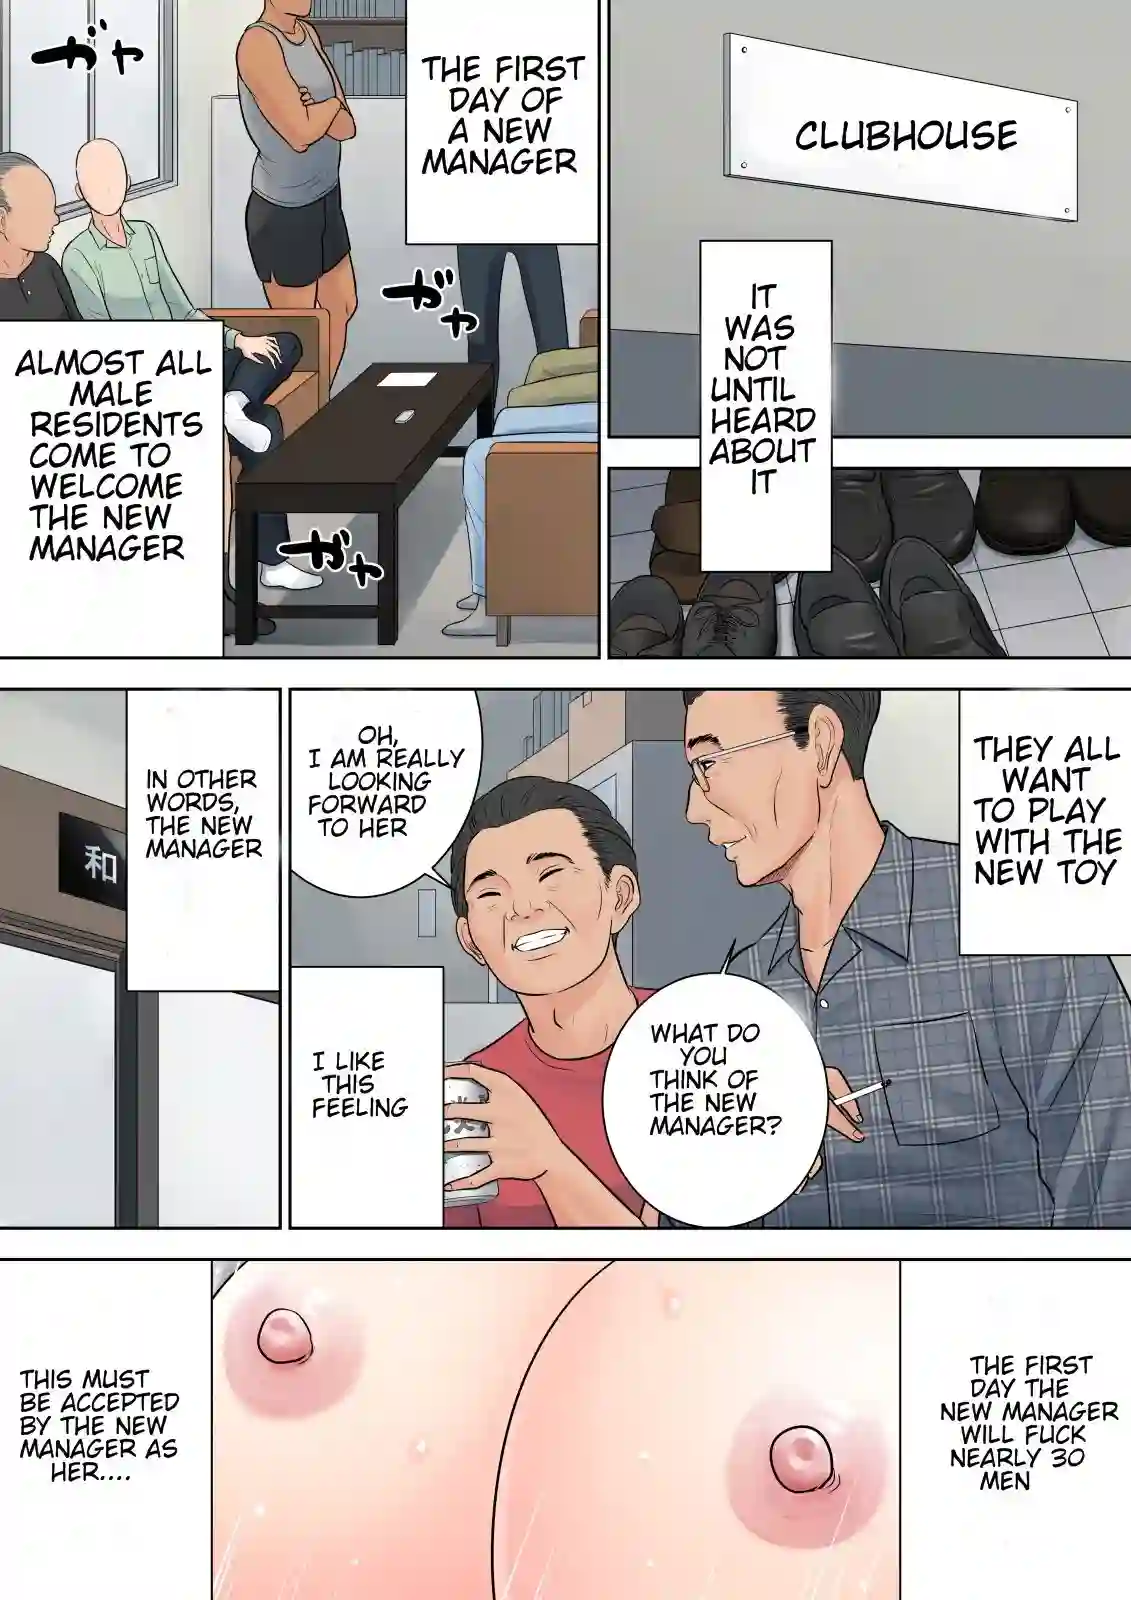 ガヤ
THE FIRST
DAY OF
A NEW
MANAGER
CLUBHOUSE
IT
WAS
NOT
UNTIL
HEARD
ABOUT
IT
ガヤ
ALMOST ALL
MALE
RESIDENTS
COME TO
WELCOME
THE NEW
MANAGER
ガヤ
IN OTHER
WORDS,
THE NEW
MANAGER
和
OH,
I AM REALLY
LOOKING
FORWARD
TO HER
THEY ALL
WANT
TO PLAY
WITH THE
NEW TOY
I LIKE
THIS
FEELING
WHAT DO
YOU
THINK OF
THE NEW
MANAGER?
THIS MUST
BE ACCEPTED
BY THE NEW
MANAGER AS
HER....
THE FIRST
DAY THE
NEW MANAGER
WILL FUCK
NEARLY 30
MEN